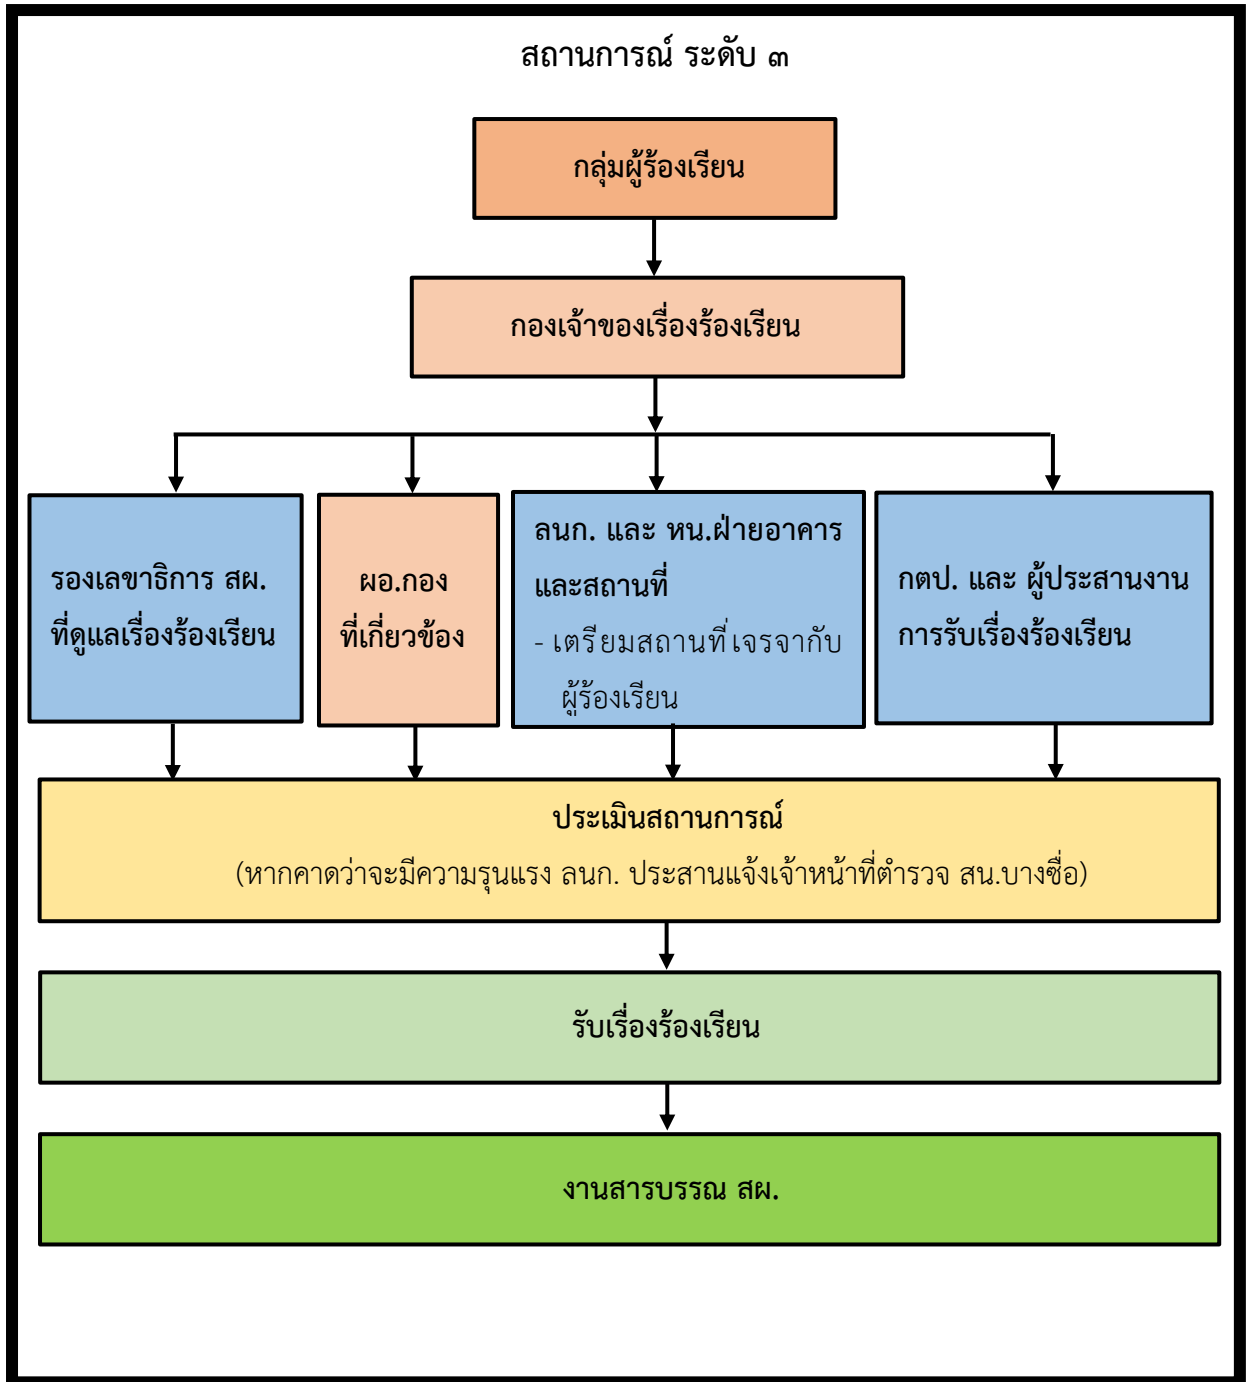 สถานการณ์ ระดับ ๓
กลุ่มผู้ร้องเรียน
กองเจ้าของเรื่องร้องเรียน
รองเลขาธิการ สผ.
ที่ดูแลเรื่องร้องเรียน
ผอ.กอง
ที่เกี่ยวข้อง
ลนก. และ หน.ฝ่ายอาคาร
และสถานที่
- เตรียมสถานที่เจรจากับ
ผู้ร้องเรียน
กตป. และ ผู้ประสานงาน
การรับเรื่องร้องเรียน
ประเมินสถานการณ์
(หากคาดว่าจะมีความรุนแรง ลนก. ประสานแจ้งเจ้าหน้าที่ตำรวจ สน.บางซื่อ)
รับเรื่องร้องเรียน
งานสารบรรณ สผ.